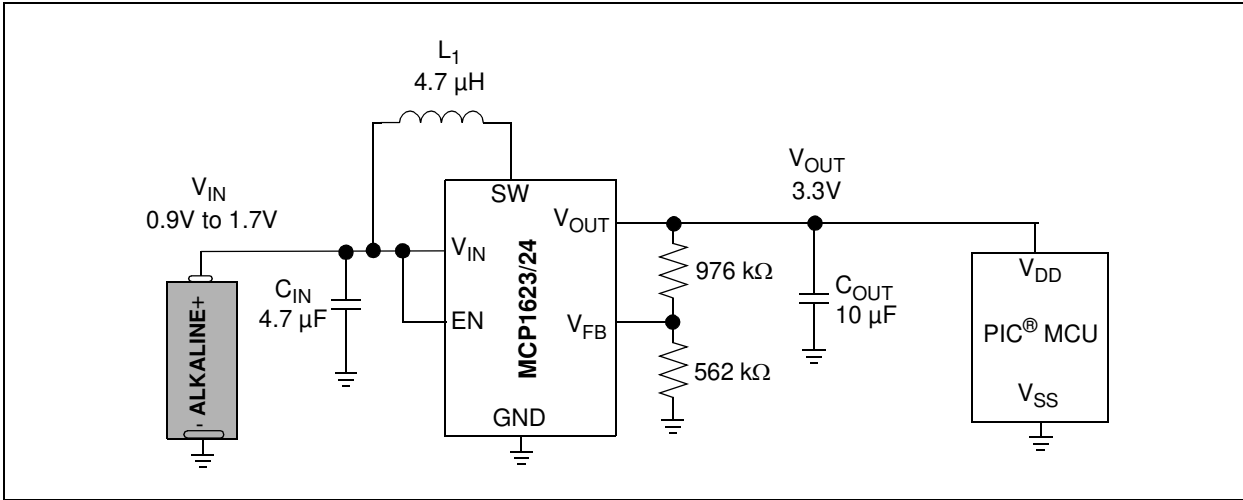 L1
4.7 µH
VIN
0.9V to 1.7V
- ALKALINE+
CIN
4.7 µF
SW
VIN
EN
MCP1623/24
VOUT
VFB
GND
976 kΩ
562 kΩ
VOUT
3.3V
COUT
10 µF
VDD
PIC® MCU
VSS